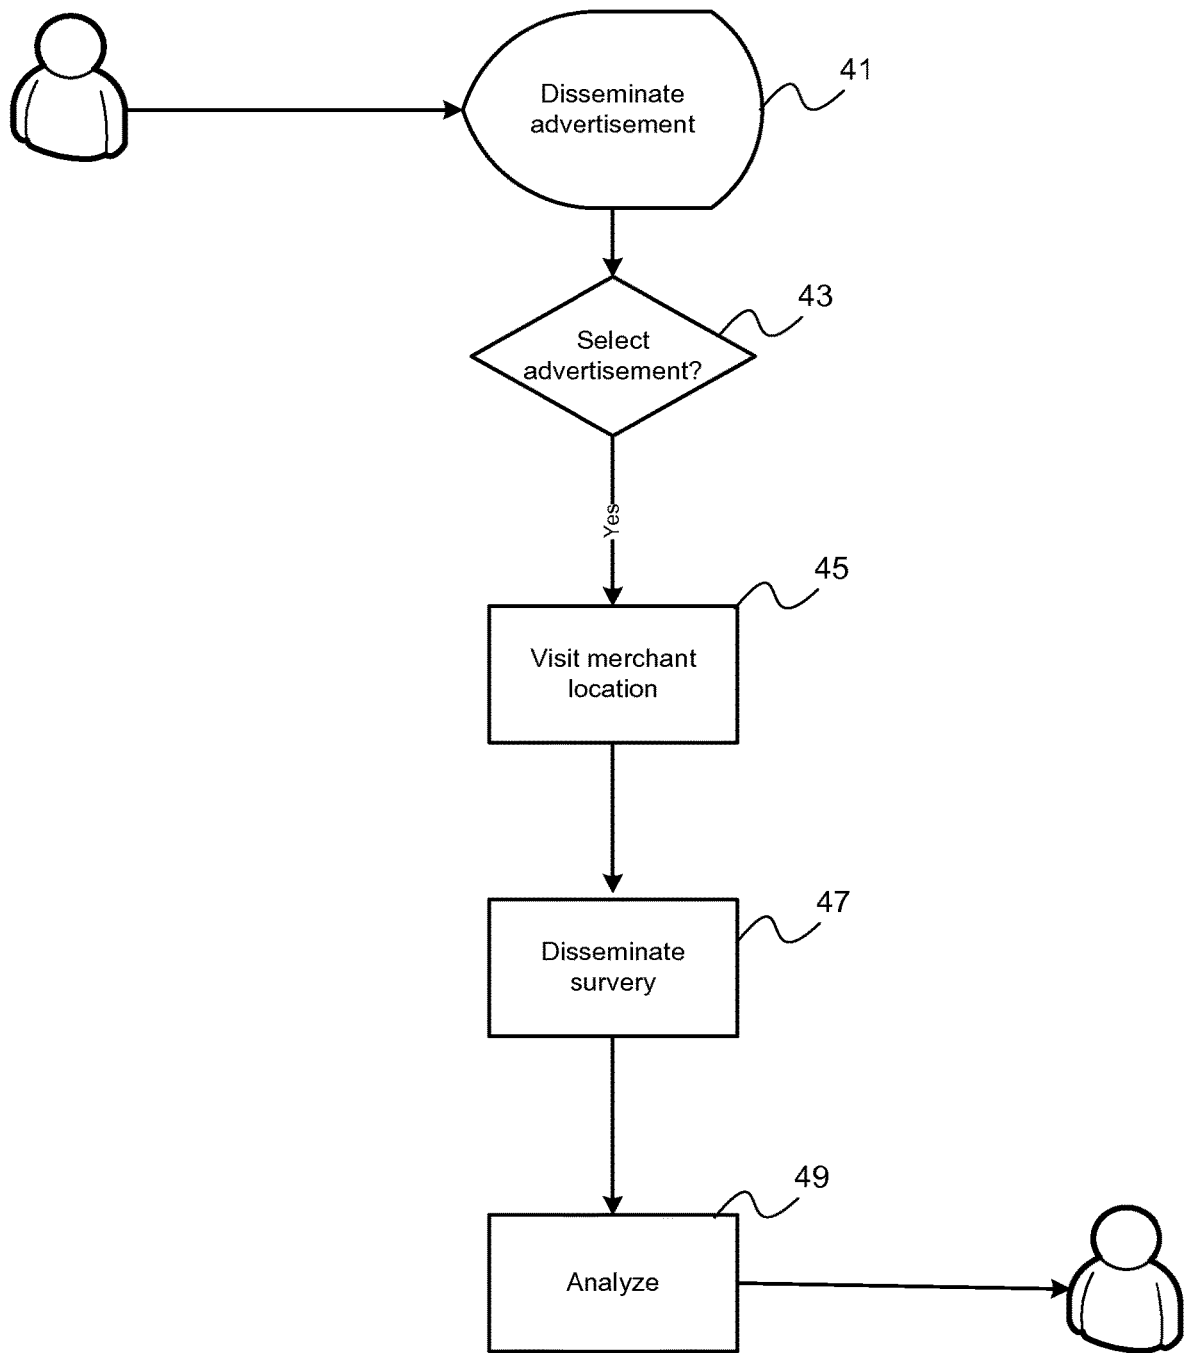 41
Disseminate
advertisement
43
Select
advertisement?
Yes
45
Visit merchant
location
47
Disseminate
survery
49
Analyze